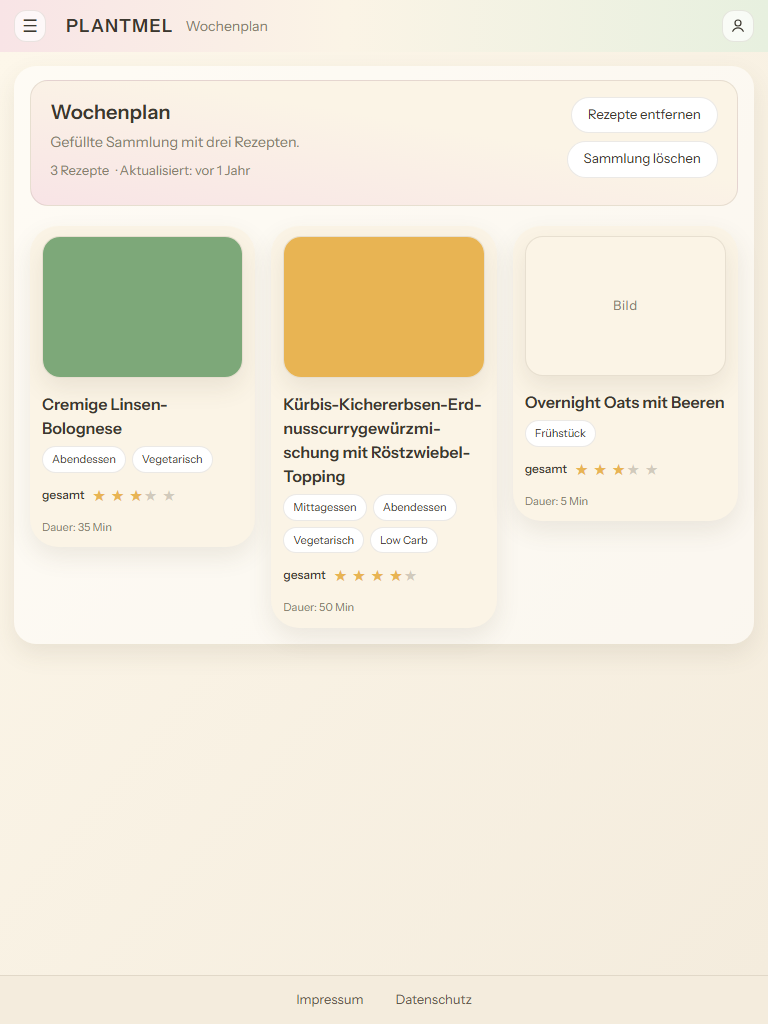 ☰ PLANTMEL Wochenplan
Wochenplan
Gefüllte Sammlung mit drei Rezepten.
3 Rezepte · Aktualisiert: vor 1 Jahr
Rezepte entfernen
Sammlung löschen
Cremige Linsen-
Bolognese
Abendessen Vegetarisch
gesamt ★ ★ ★ ★ ★
Dauer: 35 Min
Kürbis-Kichererbsen-Erd-
nusscurrygewürzmi-
schung mit Röstzwiebel-
Topping
Mittagessen Abendessen
Vegetarisch Low Carb
gesamt ★ ★ ★ ★ ★
Dauer: 50 Min
Bild
Overnight Oats mit Beeren
Frühstück
gesamt ★ ★ ★ ★ ★
Dauer: 5 Min
Impressum Datenschutz